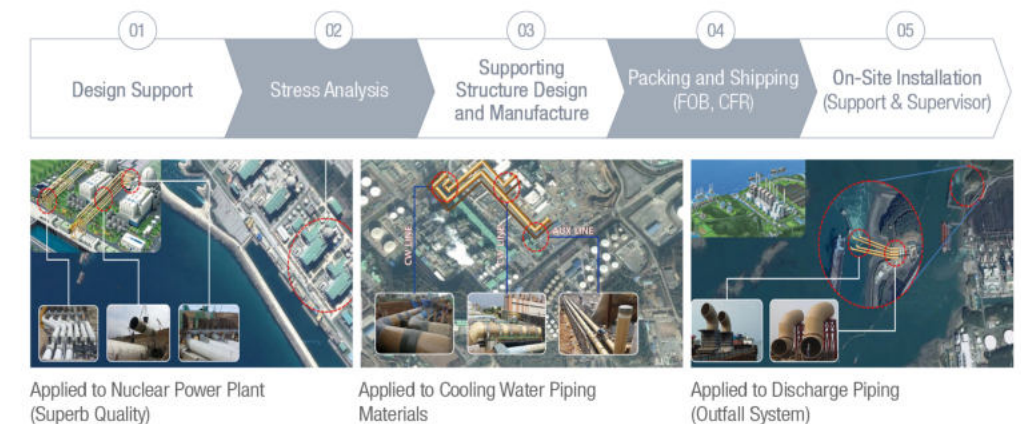 01
Design Support
02
Stress Analysis
03
Supporting
Structure Design
and Manufacture
04
Packing and Shipping
(FOB, CFR)
05
On-Site Installation
(Support & Supervisor)
CW LINE
CW LINE
AUX LINE
Applied to Nuclear Power Plant
(Superb Quality)
Applied to Cooling Water Piping
Materials
Applied to Discharge Piping
(Outfall System)